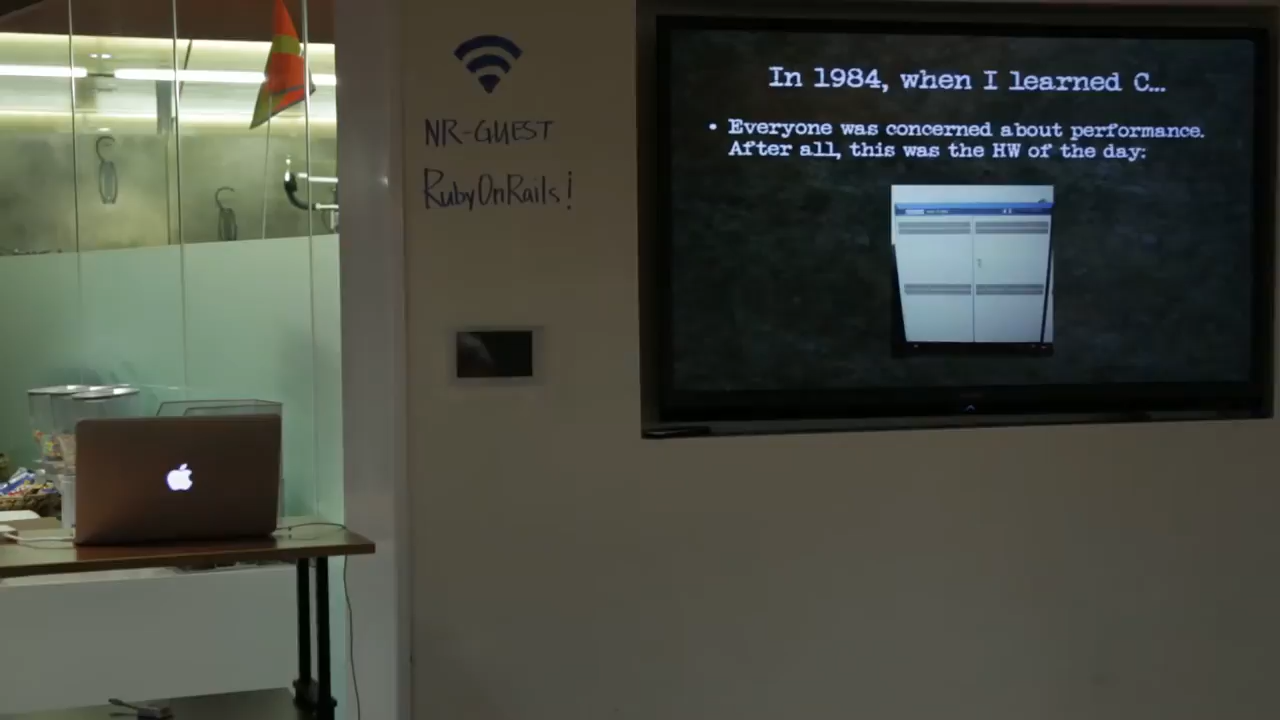 NR-GUEST
RubyOnRails!
In 1984, when I learned C...
• Everyone was concerned about performance.
After all, this was the HW of the day: